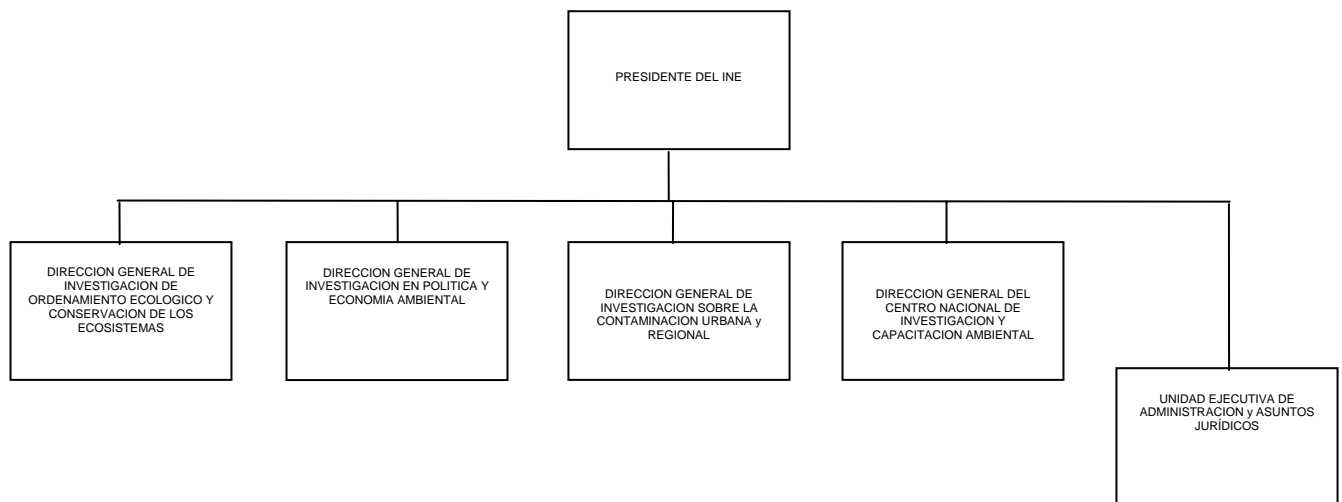 PRESIDENTE DEL INE
DIRECCION GENERAL DE
INVESTIGACION DE
ORDENAMIENTO ECOLOGICO Y
CONSERVACION DE LOS
ECOSISTEMAS
DIRECCION GENERAL DE
INVESTIGACION EN POLITICA Y
ECONOMIA AMBIENTAL
DIRECCION GENERAL DE
INVESTIGACION SOBRE LA
CONTAMINACION URBANA y
REGIONAL
DIRECCION GENERAL DEL
CENTRO NACIONAL DE
INVESTIGACION Y
CAPACITACION AMBIENTAL
UNIDAD EJECUTIVA DE
ADMINISTRACION y ASUNTOS
JURÍDICOS